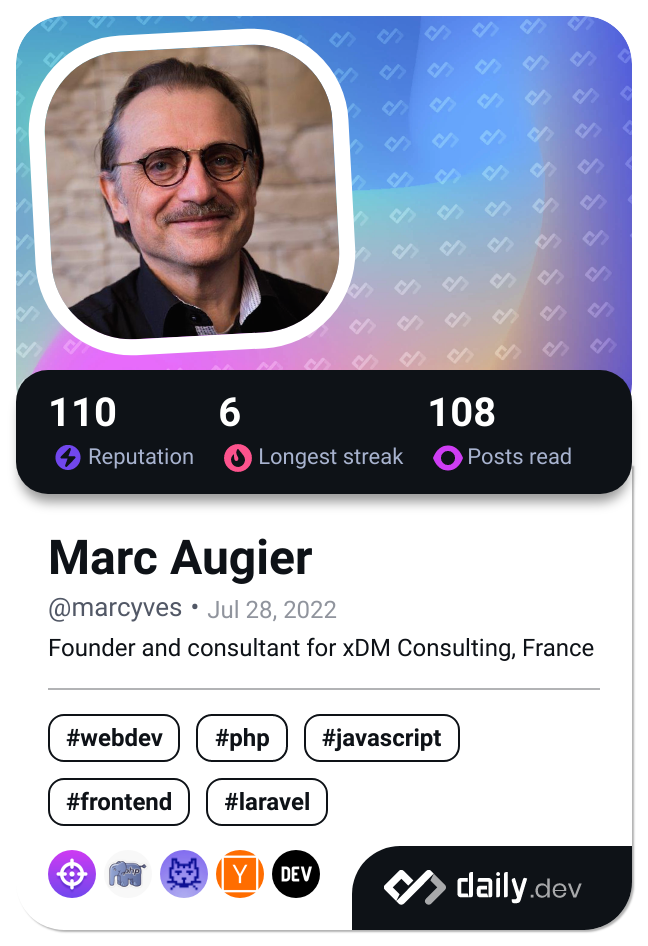 110 6 108
Reputation Longest streak Posts read
Marc Augier
@marcyves • Jul 28, 2022
Founder and consultant for xDM Consulting, France
#webdev #php #javascript
#frontend #laravel
php Y DEV daily.dev